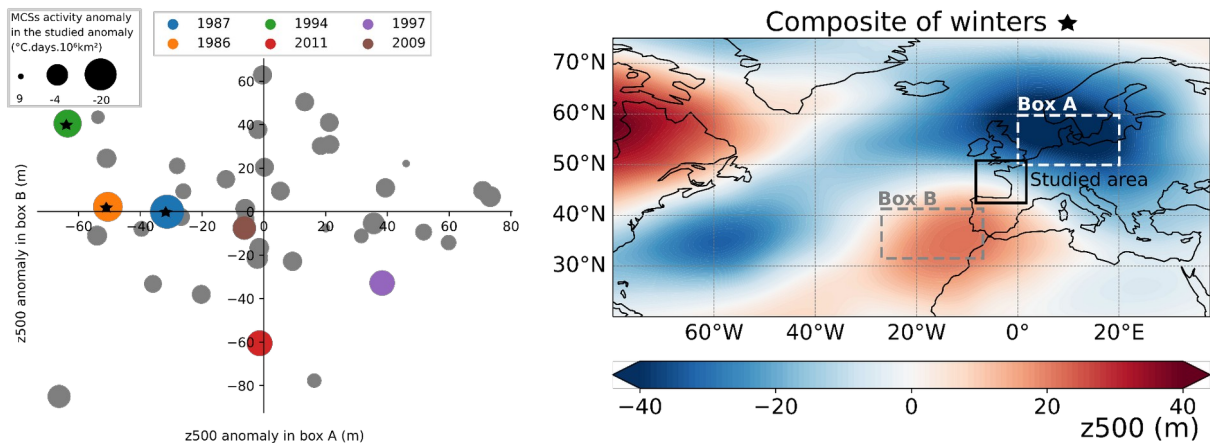 MCSs activity anomaly
in the studied anomaly
(°C.days.10⁶km²)
9 -4 -20
1987 1994 1997
1986 2011 2009
60
40
20
−60 −40 −20 0 20 40 60 80
−20
−40
−60
−80
z500 anomaly in box B (m)
z500 anomaly in box A (m)
Composite of winters ★
70°N
60°N
50°N
40°N
30°N
Box A
Studied area
Box B
60°W 40°W 20°W 0° 20°E
−40 −20 0 20 40
z500 (m)